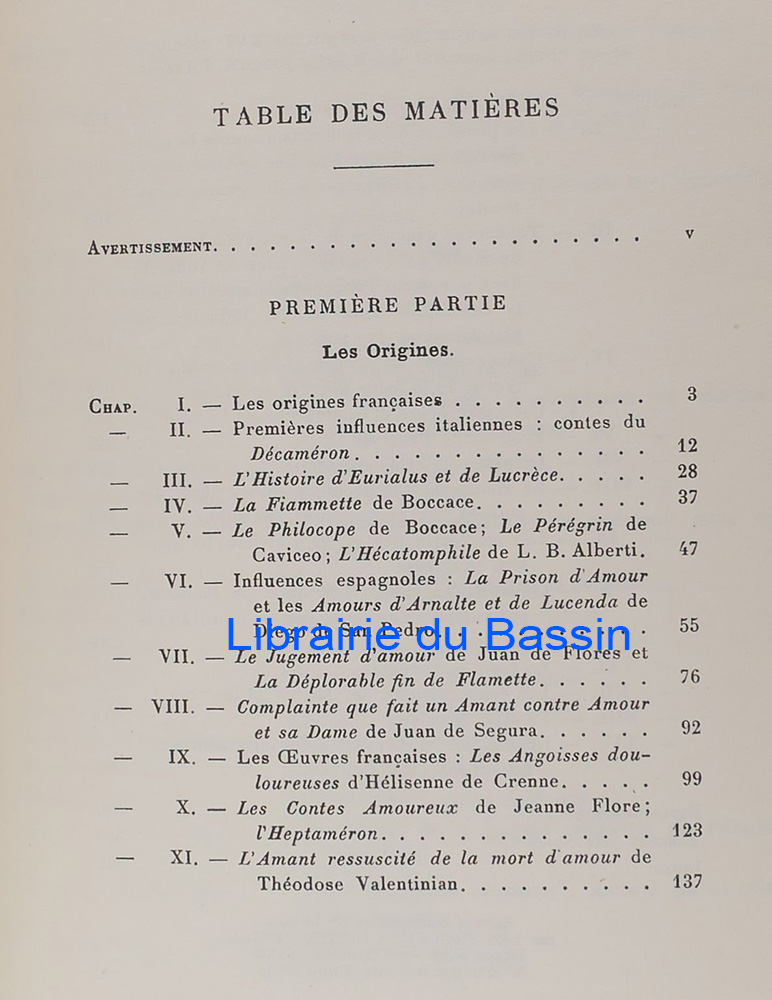 TABLE DES MATIÈRES
AVERTISSEMENT. . . . . . . . . . . . . . . . . . . . . . v
PREMIÈRE PARTIE
Les Origines.
CHAP. I. — Les origines françaises . . . . . . . . . . 3
— II. — Premières influences italiennes : contes du
Décaméron . . . . . . . . . . . . . . . 12
— III. — L'Histoire d'Eurialus et de Lucrèce. . . . . 28
— IV. — La Fiammette de Boccace. . . . . . . . . 37
— V. — Le Philocope de Boccace; Le Pérégrin de
Caviceo; L'Hécatomphile de L. B. Alberti. 47
— VI. — Influences espagnoles : La Prison d'Amour
et les Amours d'Arnalte et de Lucenda de
Diego de San Pedro. . . . . . . . . . . 55
Librairie du Bassin
— VII. — Le Jugement d'amour de Juan de Flores et
La Déplorable fin de Flamette. . . . . . 76
— VIII. — Complainte que fait un Amant contre Amour
et sa Dame de Juan de Segura. . . . . . 92
— IX. — Les Œuvres françaises : Les Angoisses dou-
loureuses d'Hélisenne de Crenne. . . . . 99
— X. — Les Contes Amoureux de Jeanne Flore;
l'Heptaméron. . . . . . . . . . . . . . 123
— XI. — L'Amant ressuscité de la mort d'amour de
Théodose Valentinian. . . . . . . . . . 137